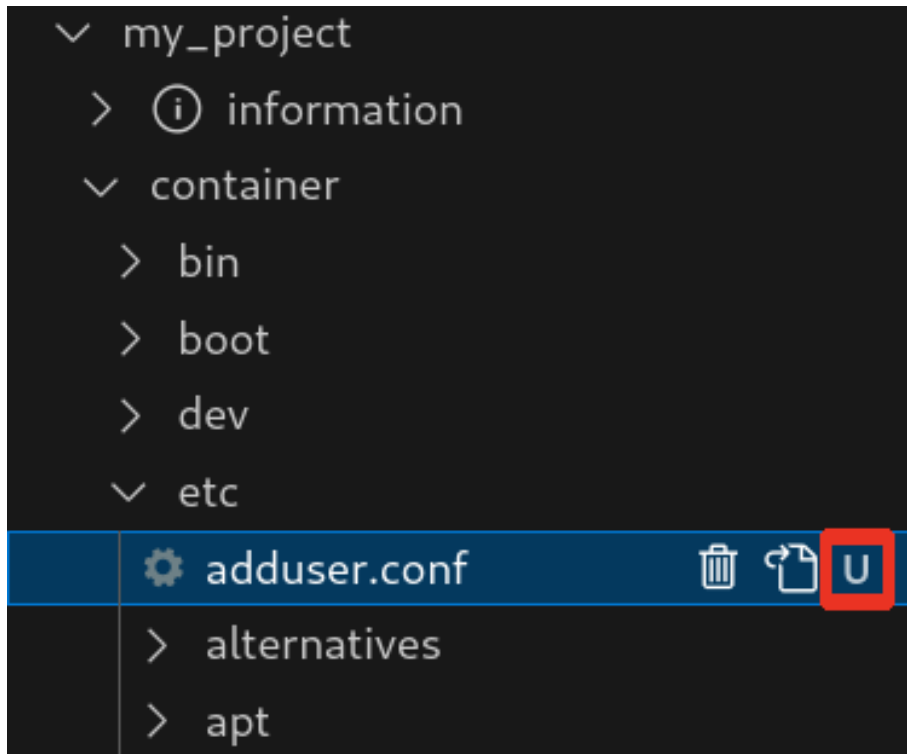 my_project
information
container
bin
boot
dev
etc
adduser.conf U
alternatives
apt